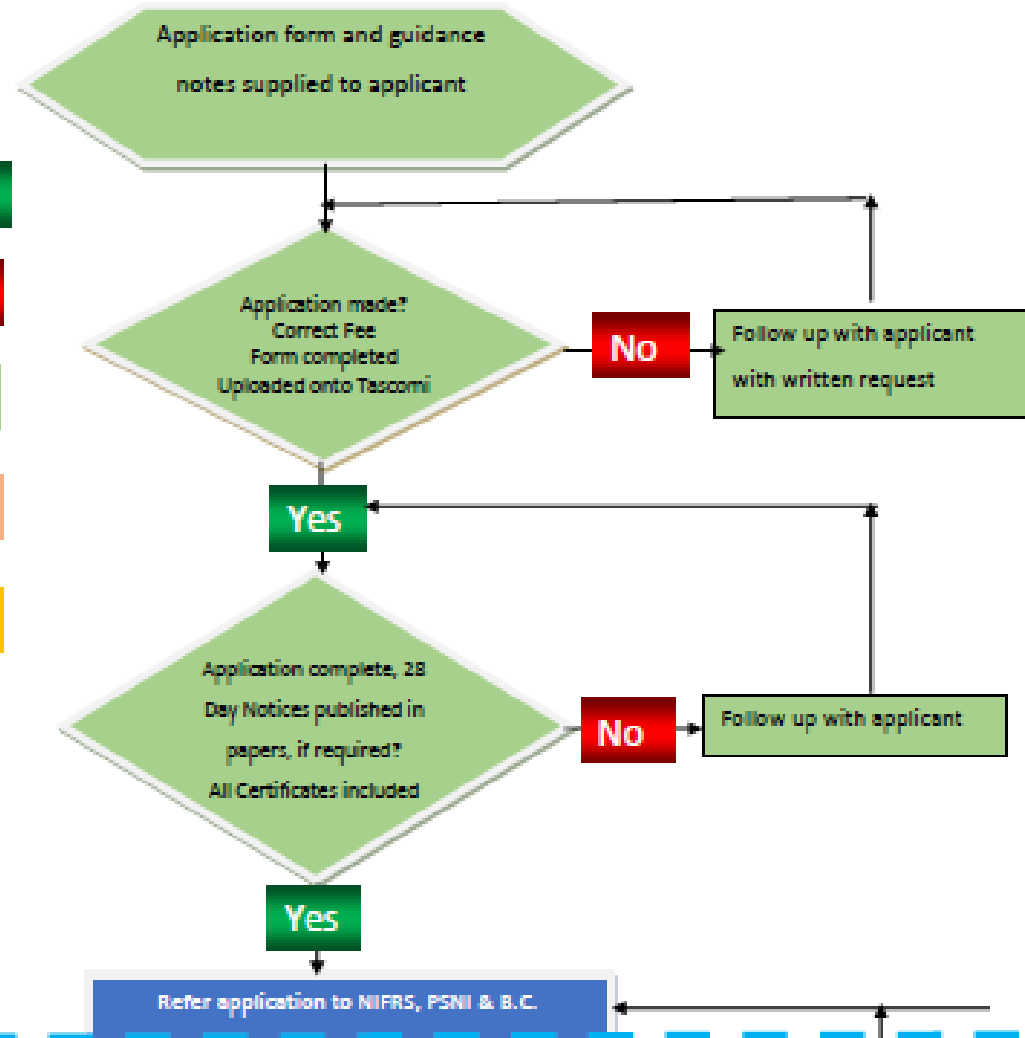 Application form and guidance
notes supplied to applicant
Application made?
Correct Fee
Form completed
Uploaded onto Tascomi
No
Follow up with applicant
with written request
Yes
Application complete, 28
Day Notices published in
papers, if required?
All Certificates included
No
Follow up with applicant
Yes
Refer application to NIFRS, PSNI & B.C.